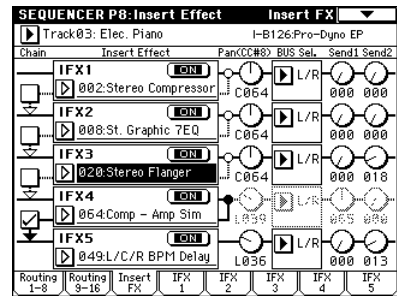 SEQUENCER P8:Insert Effect Insert FX
Track03: Elec. Piano I-B126:Pro-Dyno EP
Chain Insert Effect Pan(CC#8) BUS Sel. Send1 Send2
IFX1 ON
002:Stereo Compressor C064 L/R 000 000
IFX2 ON
008:St. Graphic 7EQ C064 L/R 000 000
IFX3 ON
020:Stereo Flanger C064 L/R 000 018
IFX4 ON
064:Comp - Amp Sim L039 L/R
IFX5 ON
049:L/C/R BPM Delay L036 L/R 000 013
Routing 1-8 Routing 9-16 Insert FX IFX 1 IFX 2 IFX 3 IFX 4 IFX 5